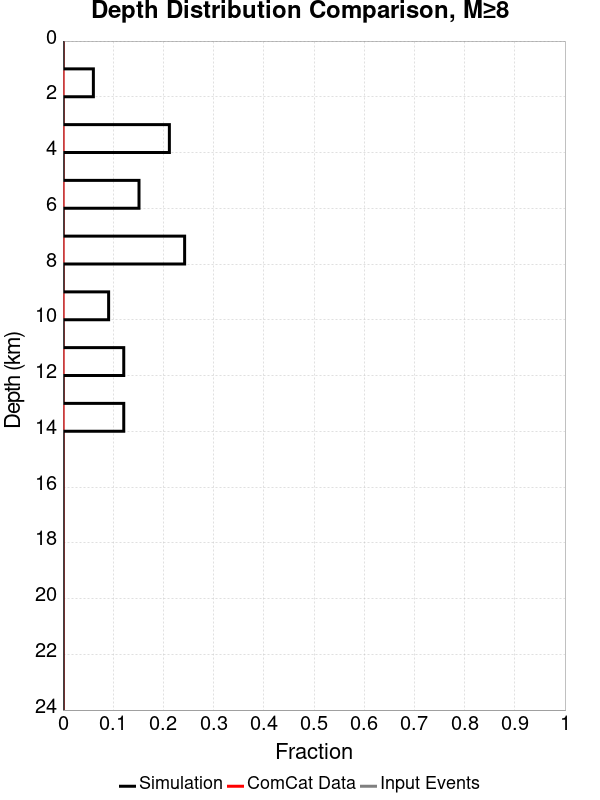 Depth Distribution Comparison, M≥8
0
2
4
6
8
10
12
14
16
18
20
22
24
Depth (km)
0 0.1 0.2 0.3 0.4 0.5 0.6 0.7 0.8 0.9 1
Fraction
Simulation ComCat Data Input Events